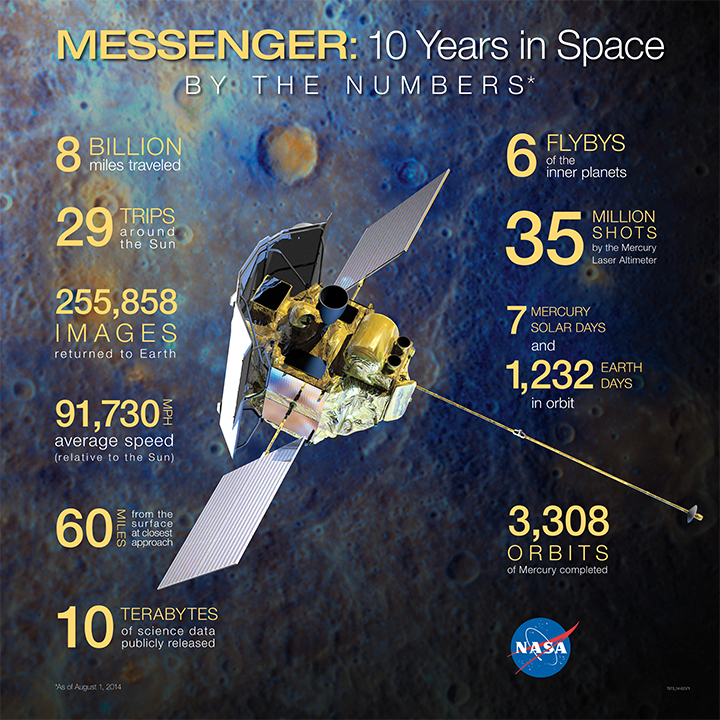 MESSENGER: 10 Years in Space
BY THE NUMBERS*
8 BILLION
miles traveled
29 TRIPS
around
the Sun
255,858
IMAGES
returned to Earth
91,730 MPH
average speed
(relative to the Sun)
60 MILES
from the
surface
at closest
approach
10 TERABYTES
of science data
publicly released
6 FLYBYS
of the
inner planets
35 MILLION
SHOTS
by the Mercury
Laser Altimeter
7 MERCURY
SOLAR DAYS
and
1,232 EARTH
DAYS
in orbit
3,308
ORBITS
of Mercury completed
NASA
*As of August 1, 2014